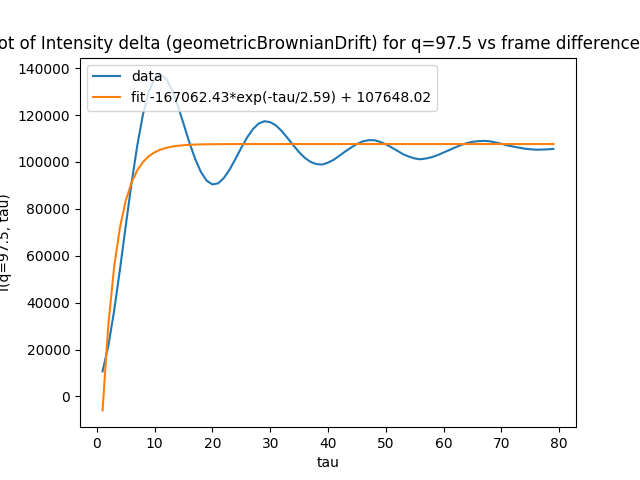 ot of Intensity delta (geometricBrownianDrift) for q=97.5 vs frame difference
data
fit -167062.43*exp(-tau/2.59) + 107648.02
140000
120000
100000
80000
60000
40000
20000
0
(q=97.5, tau)
0 10 20 30 40 50 60 70 80
tau